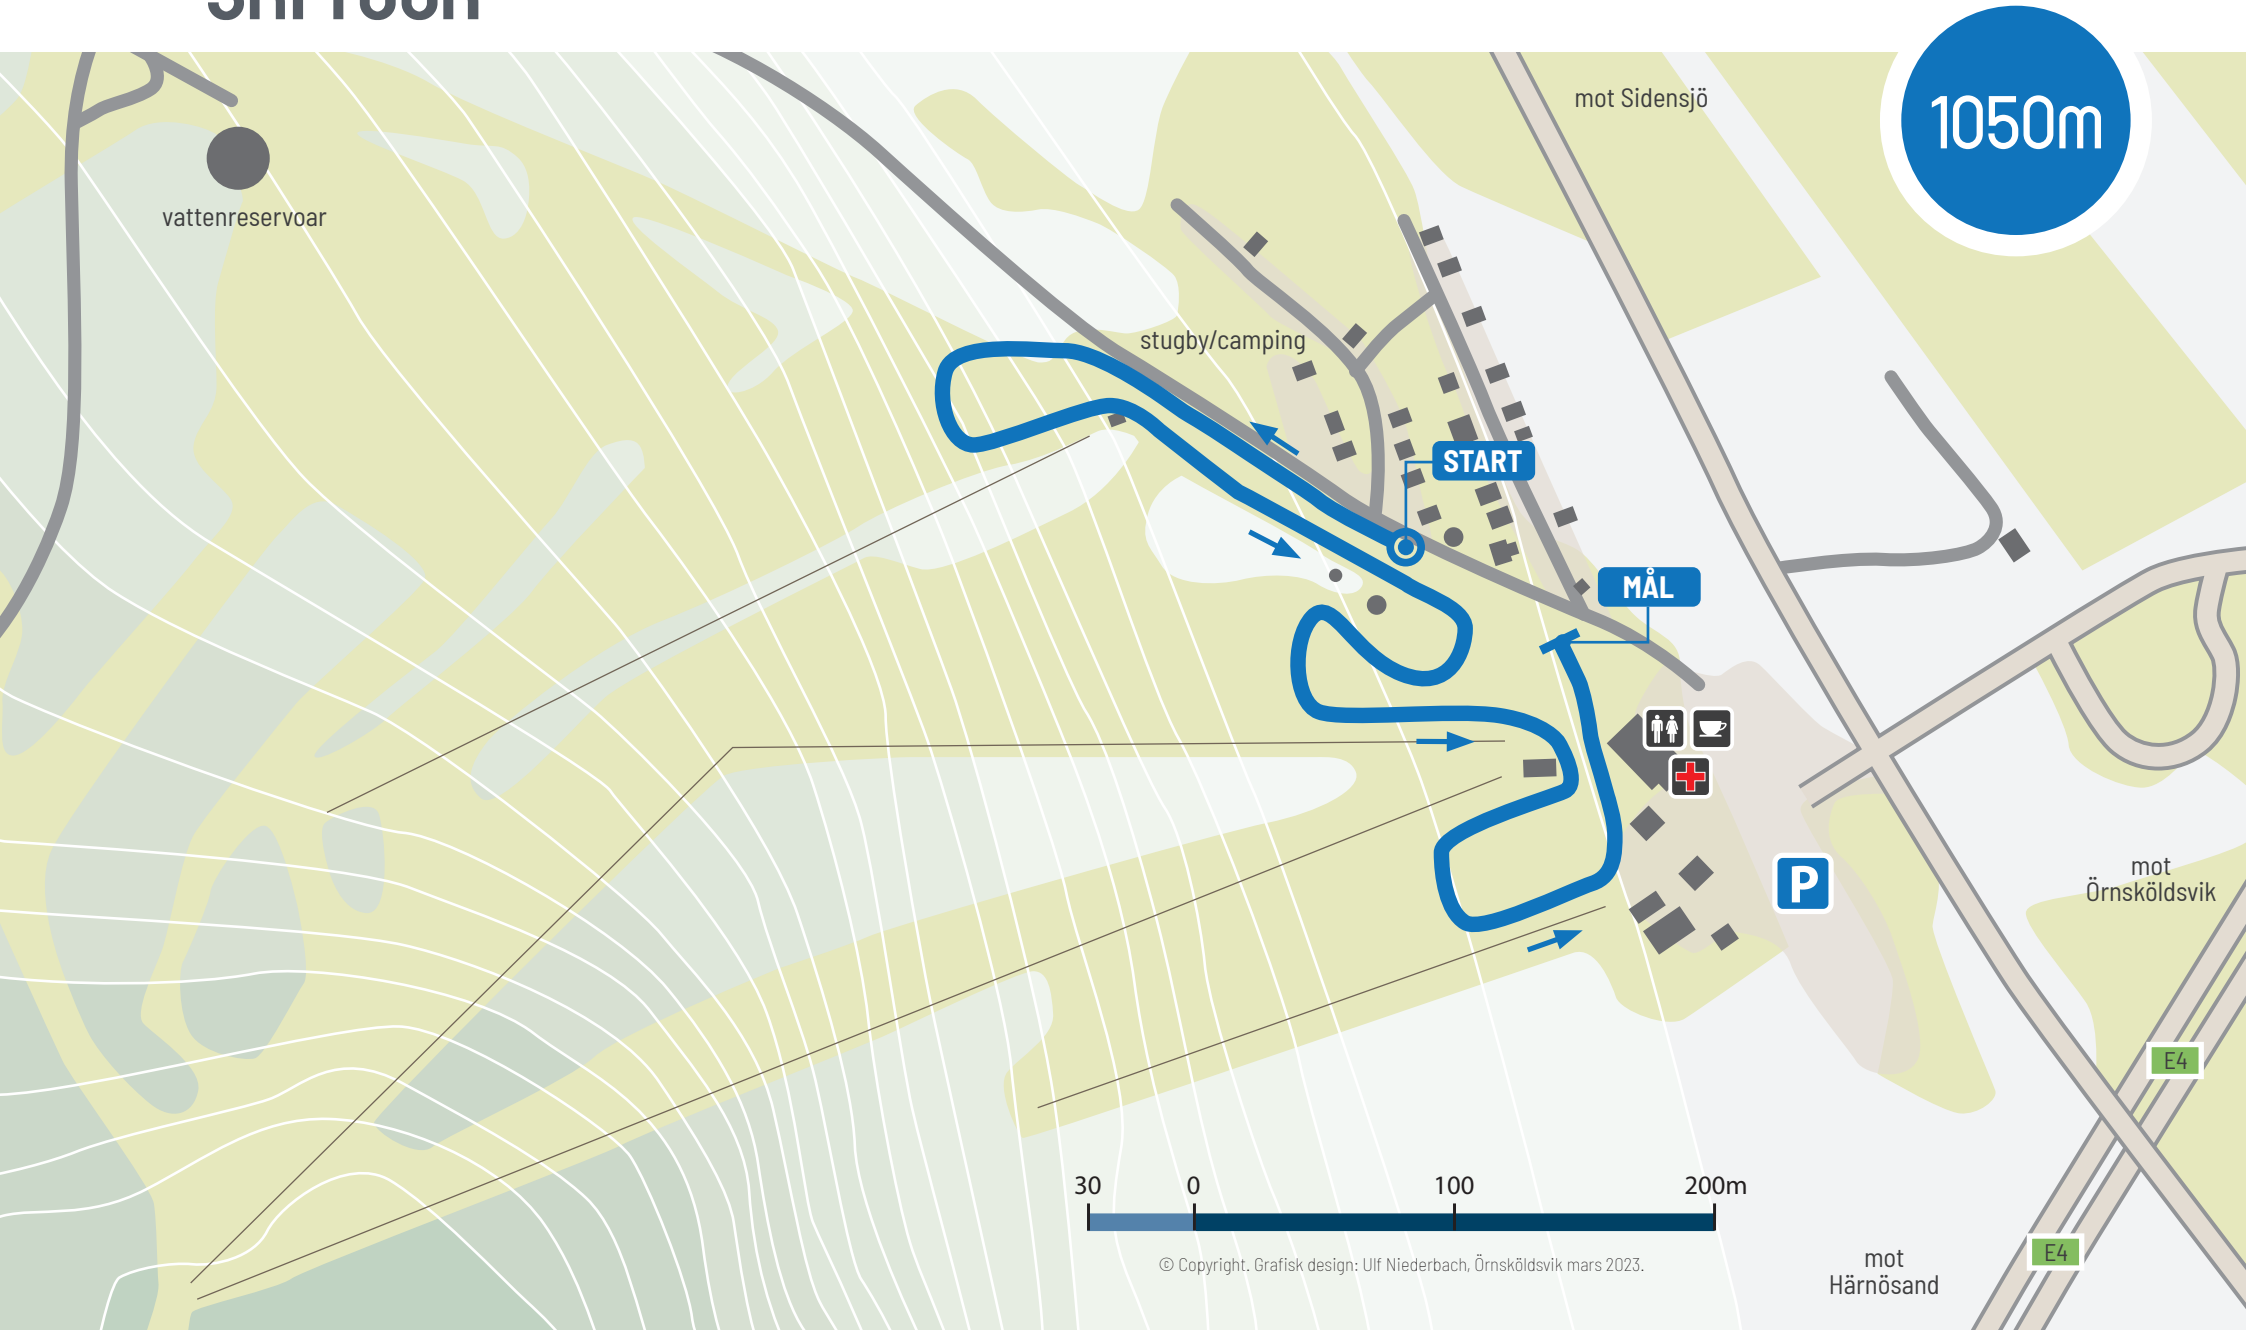 1050m
mot Sidensjö
vattenreservoar
stugby/camping
START
MÅL
P
mot
Örnsköldsvik
E4
30 0 100 200m
© Copyright. Grafisk design: Ulf Niederbach, Örnsköldsvik mars 2023.
E4
mot
Härnösand